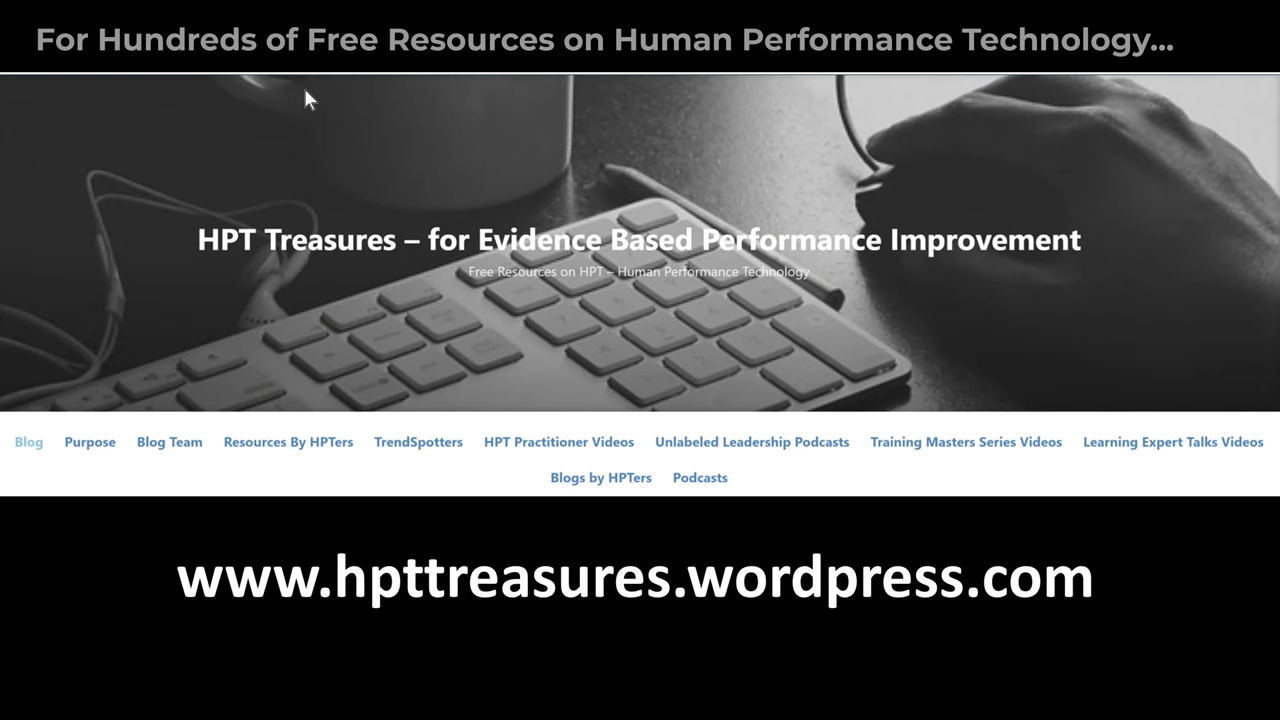 For Hundreds of Free Resources on Human Performance Technology...
HPT Treasures – for Evidence Based Performance Improvement
Free Resources on HPT – Human Performance Technology
Blog Purpose Blog Team Resources By HPTers TrendSpotters HPT Practitioner Videos Unlabeled Leadership Podcasts Training Masters Series Videos Learning Expert Talks Videos
Blogs by HPTers Podcasts
www.hpttreasures.wordpress.com